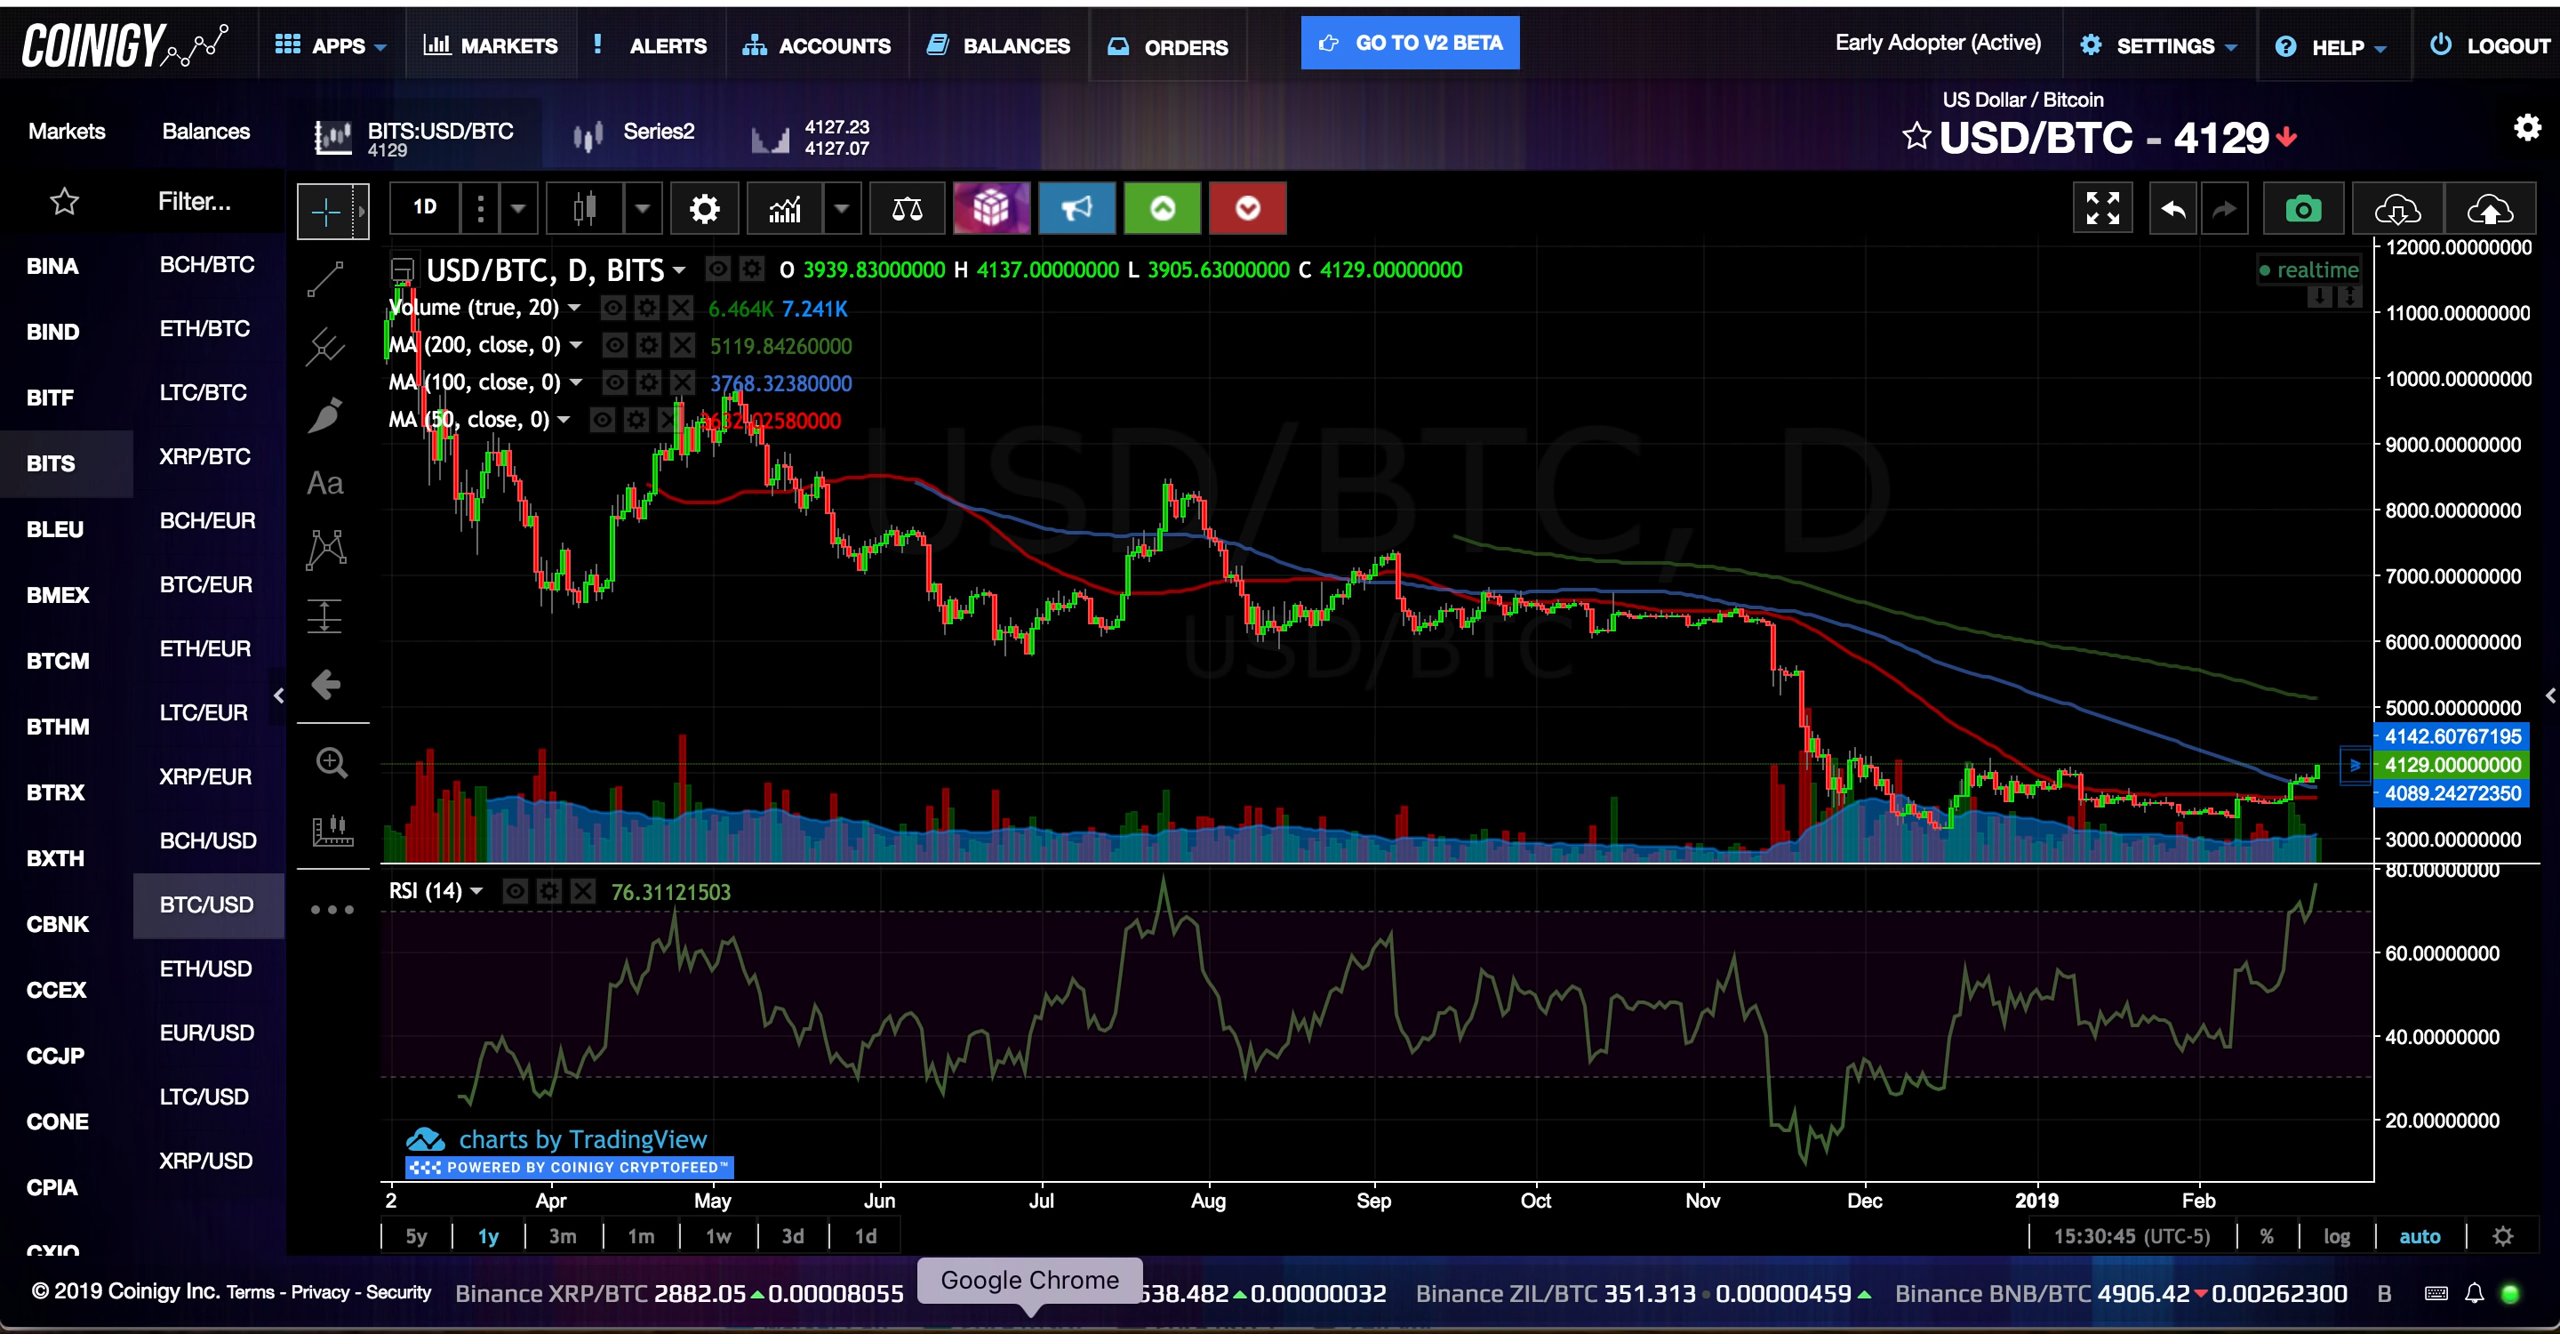 COINIGY APPS MARKETS ALERTS ACCOUNTS BALANCES ORDERS GO TO V2 BETA Early Adopter (Active) SETTINGS HELP LOGOUT
Markets Balances
BITS:USD/BTC
4129
Series2
4127.23
4127.07
US Dollar / Bitcoin
USD/BTC - 4129
Filter...
1D
BINA
BIND
BITF
BITS
BLEU
BMEX
BTCM
BTHM
BTRX
BXTH
CBNK
CCEX
CCJP
CONE
CPIA
CXIO
BCH/BTC
ETH/BTC
LTC/BTC
XRP/BTC
BCH/EUR
BTC/EUR
ETH/EUR
LTC/EUR
XRP/EUR
BCH/USD
BTC/USD
ETH/USD
EUR/USD
LTC/USD
XRP/USD
Aa
USD/BTC, D, BITS O 3939.83000000 H 4137.00000000 L 3905.63000000 C 4129.00000000
realtime
Volume (true, 20) 6.464K 7.241K
MA (200, close, 0) 5119.84260000
MA (100, close, 0) 3768.32380000
MA (50, close, 0)
USD/BTC, D
USD/BTC
12000.00000000
11000.00000000
10000.00000000
9000.00000000
8000.00000000
7000.00000000
6000.00000000
5000.00000000
4142.60767195
4129.00000000
4089.24272350
3000.00000000
RSI (14) 76.31121503
80.00000000
60.00000000
40.00000000
20.00000000
charts by TradingView
POWERED BY COINIGY CRYPTOFEED™
2 Apr May Jun Jul Aug Sep Oct Nov Dec 2019 Feb
5y 1y 3m 1m 1w 3d 1d 15:30:45 (UTC-5) % log auto
© 2019 Coinigy Inc. Terms - Privacy - Security Binance XRP/BTC 2882.05 0.00008055 538.482 0.00000032 Binance ZIL/BTC 351.313 0.00000459 Binance BNB/BTC 4906.42 0.00262300 B
Google Chrome